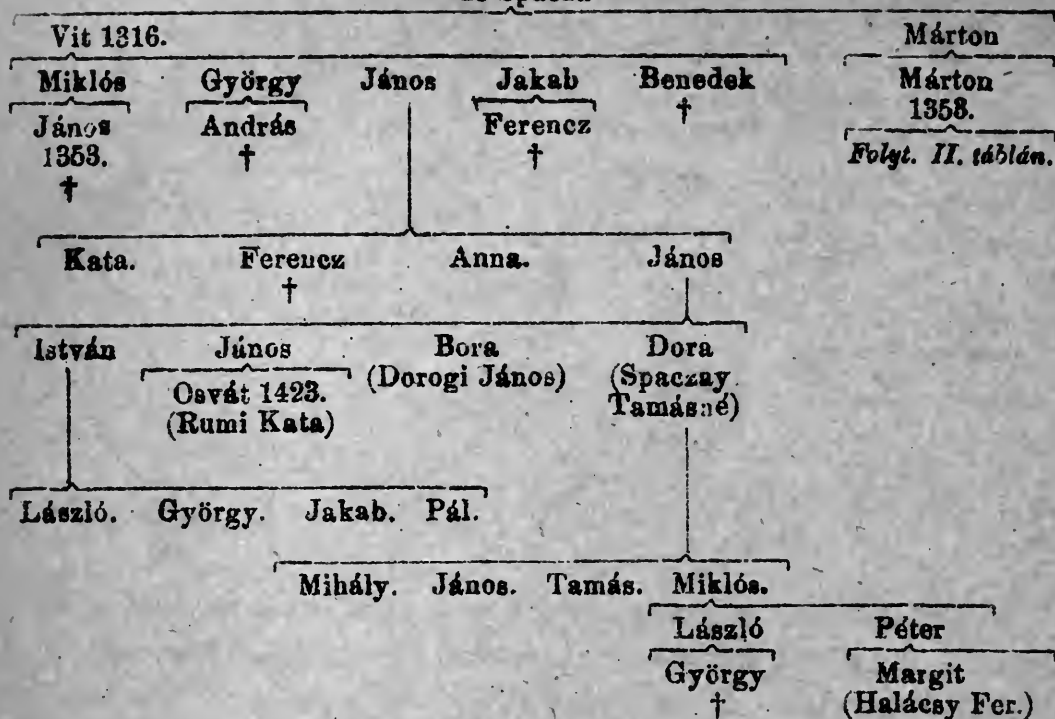 Vit 1316. Márton
Miklós György János Jakab Benedek Márton
János András Ferencz † 1358.
1353. † † Folyt. II. táblán.
†
Kata. Ferencz Anna. János
†
István János Bora Dora
Osvát 1423. (Dorogi János) (Spaczay
(Rumi Kata) Tamásné)
László. György. Jakab. Pál.
Mihály. János. Tamás. Miklós.
László Péter
György Margit
† (Halácsy Fer.)